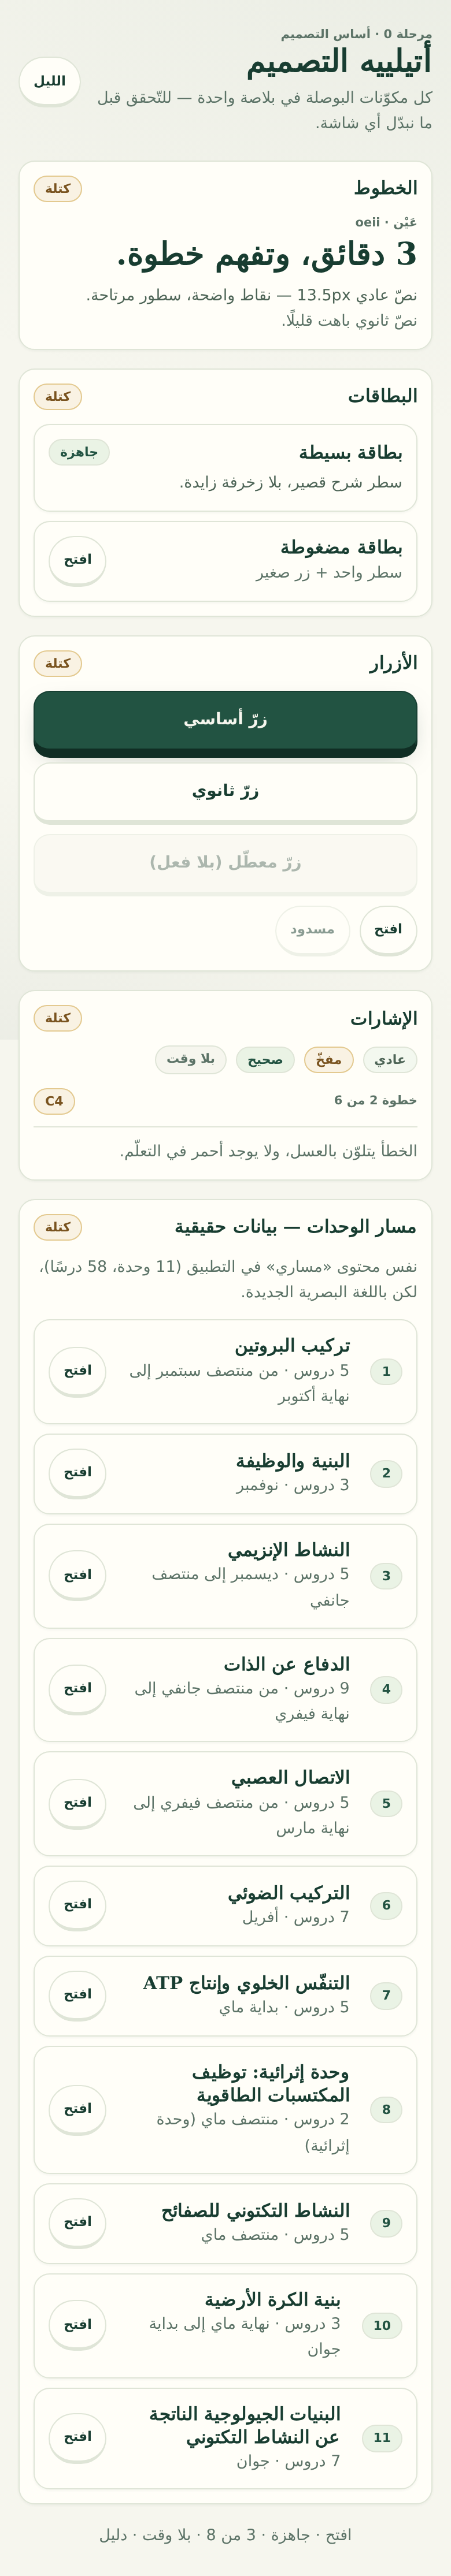 مرحلة 0 · أساس التصميم
أتيلييه التصميم
الليل
كل مكوّنات البوصلة في بلاصة واحدة — للتّحقق قبل
ما نبدّل أي شاشة.
الخطوط
كتلة
عَيْن · oeii
3 دقائق، وتفهم خطوة.
نصّ عادي 13.5px — نقاط واضحة، سطور مرتاحة.
نصّ ثانوي باهت قليلًا.
البطاقات
كتلة
بطاقة بسيطة
جاهزة
سطر شرح قصير، بلا زخرفة زايدة.
بطاقة مضغوطة
سطر واحد + زر صغير
افتح
الأزرار
كتلة
زرّ أساسي
زرّ ثانوي
زرّ معطّل (بلا فعل)
افتح
مسدود
الإشارات
كتلة
عادي
مفخّ
صحيح
بلا وقت
خطوة 2 من 6
C4
الخطأ يتلوّن بالعسل، ولا يوجد أحمر في التعلّم.
مسار الوحدات — بيانات حقيقية
كتلة
نفس محتوى «مساري» في التطبيق (11 وحدة، 58 درسًا)،
لكن باللغة البصرية الجديدة.
1
تركيب البروتين
5 دروس · من منتصف سبتمبر إلى
نهاية أكتوبر
افتح
2
البنية والوظيفة
3 دروس · نوفمبر
افتح
3
النشاط الإنزيمي
5 دروس · ديسمبر إلى منتصف
جانفي
افتح
4
الدفاع عن الذات
9 دروس · من منتصف جانفي إلى
نهاية فيفري
افتح
5
الاتصال العصبي
5 دروس · من منتصف فيفري إلى
نهاية مارس
افتح
6
التركيب الضوئي
7 دروس · أفريل
افتح
7
التنفّس الخلوي وإنتاج ATP
5 دروس · بداية ماي
افتح
8
وحدة إثرائية: توظيف
المكتسبات الطاقوية
2 دروس · منتصف ماي (وحدة
إثرائية)
افتح
9
النشاط التكتوني للصفائح
5 دروس · منتصف ماي
افتح
10
بنية الكرة الأرضية
3 دروس · نهاية ماي إلى بداية
جوان
افتح
11
البنيات الجيولوجية الناتجة
عن النشاط التكتوني
7 دروس · جوان
افتح
افتح · جاهزة · 3 من 8 · بلا وقت · دليل